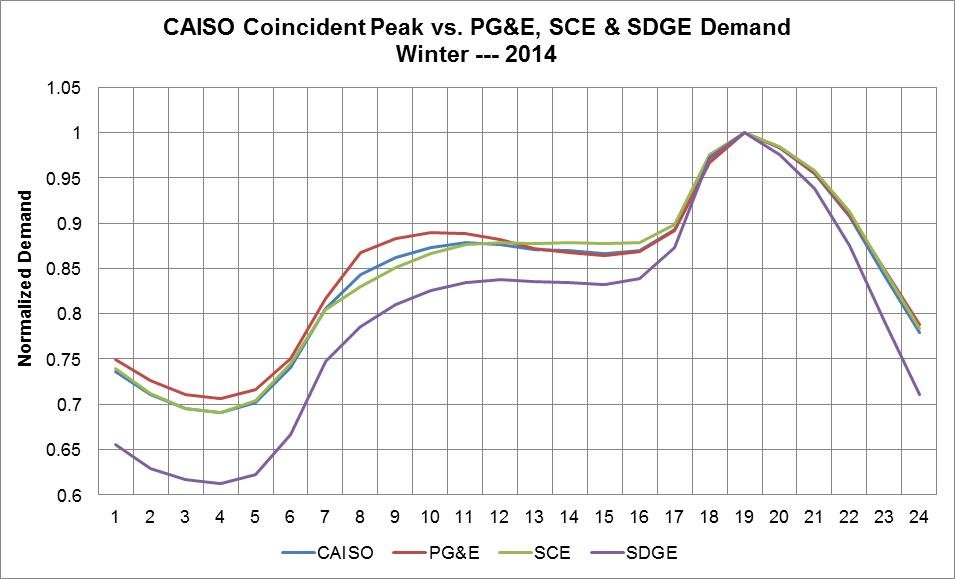 CAISO Coincident Peak vs. PG&E, SCE & SDGE Demand
Winter --- 2014
Normalized Demand
1.05
1
0.95
0.9
0.85
0.8
0.75
0.7
0.65
0.6
1 2 3 4 5 6 7 8 9 10 11 12 13 14 15 16 17 18 19 20 21 22 23 24
CAISO PG&E SCE SDGE